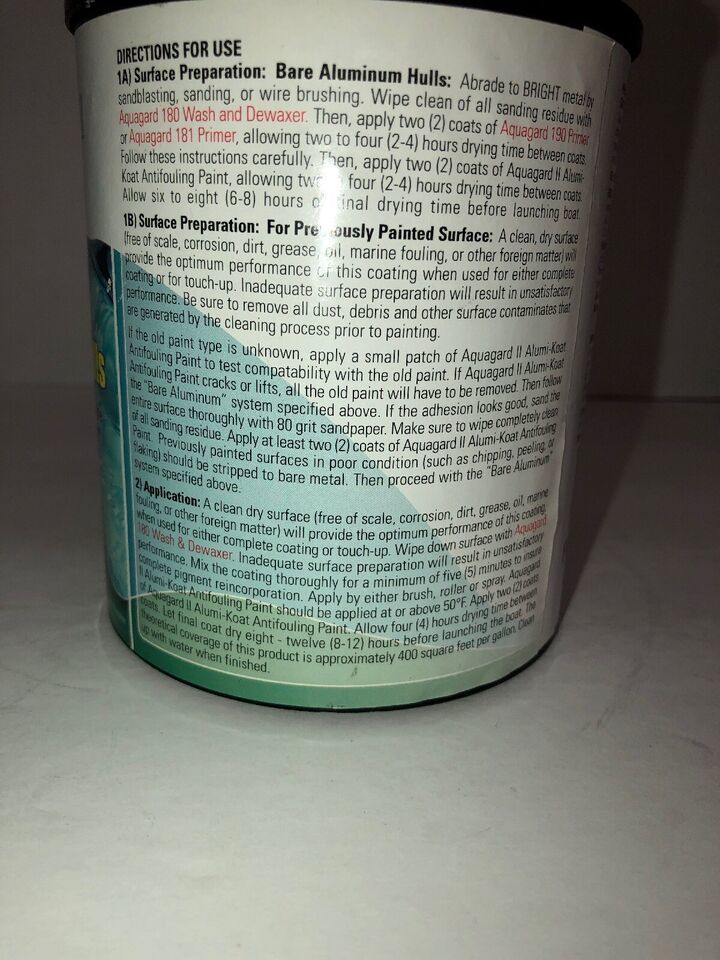 DIRECTIONS FOR USE
1A) Surface Preparation: Bare Aluminum Hulls: Abrade to BRIGHT metal by
sandblasting, sanding, or wire brushing. Wipe clean of all sanding residue with
Aquagard 180 Wash and Dewaxer. Then, apply two (2) coats of Aquagard 190 Primer
or Aquagard 181 Primer, allowing two to four (2-4) hours drying time between coats.
Follow these instructions carefully. Then, apply two (2) coats of Aquagard II Alumi-
Koat Antifouling Paint, allowing two to four (2-4) hours drying time between coats.
Allow six to eight (6-8) hours of final drying time before launching boat.
1B) Surface Preparation: For Previously Painted Surface: A clean, dry surface
(free of scale, corrosion, dirt, grease, oil, marine fouling, or other foreign matter) will
provide the optimum performance of this coating when used for either complete
coating or for touch-up. Inadequate surface preparation will result in unsatisfactory
performance. Be sure to remove all dust, debris and other surface contaminates that
are generated by the cleaning process prior to painting.
If the old paint type is unknown, apply a small patch of Aquagard II Alumi-Koat
Antifouling Paint to test compatability with the old paint. If Aquagard II Alumi-Koat
Antifouling Paint cracks or lifts, all the old paint will have to be removed. Then follow
the "Bare Aluminum" system specified above. If the adhesion looks good, sand the
entire surface thoroughly with 80 grit sandpaper. Make sure to wipe completely clean
of all sanding residue. Apply at least two (2) coats of Aquagard II Alumi-Koat Antifouling
Paint. Previously painted surfaces in poor condition (such as chipping, peeling, or
flaking) should be stripped to bare metal. Then proceed with the "Bare Aluminum"
system specified above.
2) Application: A clean dry surface (free of scale, corrosion, dirt, grease, oil, marine
fouling, or other foreign matter) will provide the optimum performance of this coating,
when used for either complete coating or touch-up. Wipe down surface with Aquagard
180 Wash & Dewaxer. Inadequate surface preparation will result in unsatisfactory
performance. Mix the coating thoroughly for a minimum of five (5) minutes to insure
complete pigment reincorporation. Apply by either brush, roller or spray. Aquagard
II Alumi-Koat Antifouling Paint should be applied at or above 50°F. Apply two (2) coats
of Aquagard II Alumi-Koat Antifouling Paint. Allow four (4) hours drying time between
coats. Let final coat dry eight - twelve (8-12) hours before launching the boat. The
theoretical coverage of this product is approximately 400 square feet per gallon. Clean
up with water when finished.